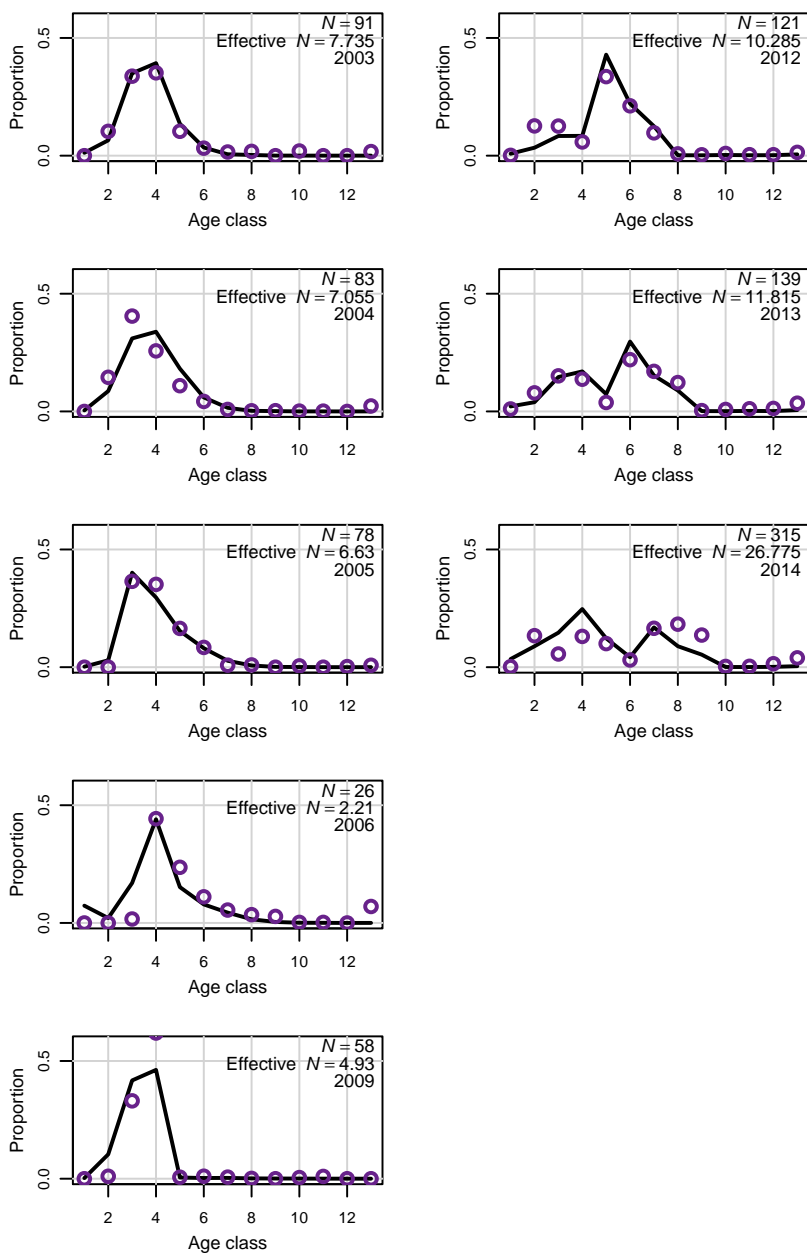 N = 91
Effective N = 7.735
2003
Proportion
0.5
0.0
2 4 6 8 10 12
Age class
N = 83
Effective N = 7.055
2004
Proportion
0.5
0.0
2 4 6 8 10 12
Age class
N = 78
Effective N = 6.63
2005
Proportion
0.5
0.0
2 4 6 8 10 12
Age class
N = 26
Effective N = 2.21
2006
Proportion
0.5
0.0
2 4 6 8 10 12
Age class
N = 58
Effective N = 4.93
2009
Proportion
0.5
0.0
2 4 6 8 10 12
Age class
N = 121
Effective N = 10.285
2012
Proportion
0.5
0.0
2 4 6 8 10 12
Age class
N = 139
Effective N = 11.815
2013
Proportion
0.5
0.0
2 4 6 8 10 12
Age class
N = 315
Effective N = 26.775
2014
Proportion
0.5
0.0
2 4 6 8 10 12
Age class